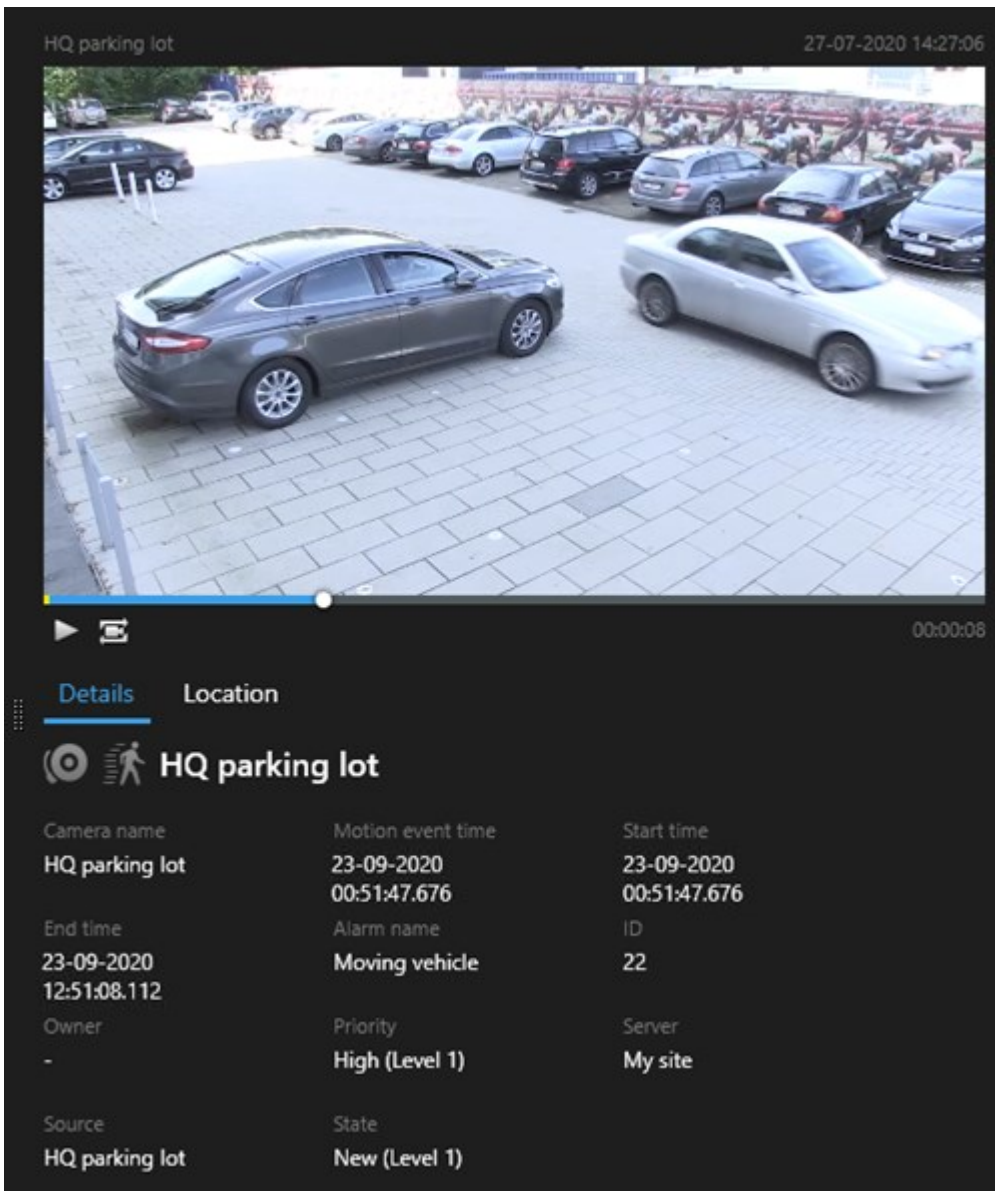 HQ parking lot 27-07-2020 14:27:06
00:00:08
Details Location
HQ parking lot
Camera name Motion event time Start time
HQ parking lot 23-09-2020 23-09-2020
00:51:47.676 00:51:47.676
End time Alarm name ID
23-09-2020 Moving vehicle 22
12:51:08.112
Owner Priority Server
- High (Level 1) My site
Source State
HQ parking lot New (Level 1)